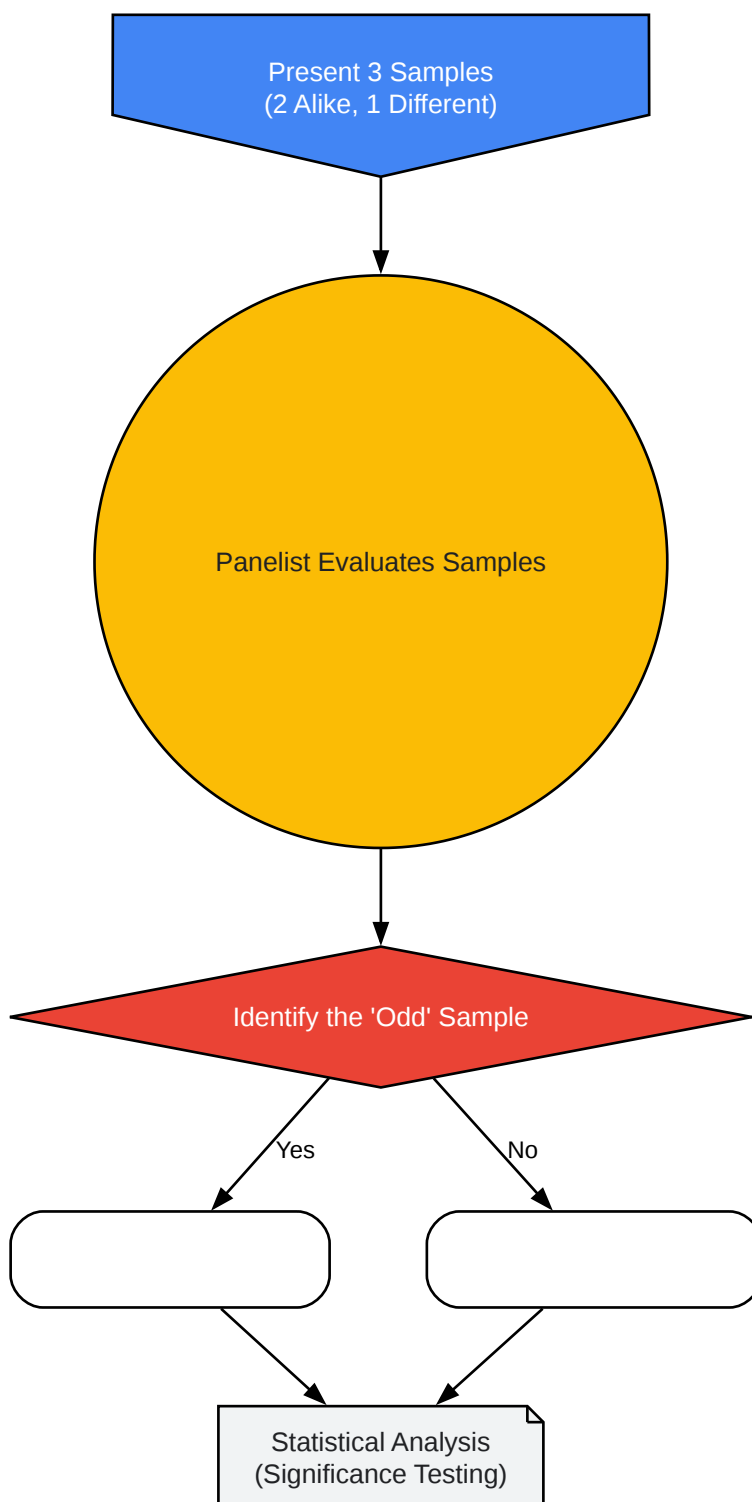 Present 3 Samples
(2 Alike, 1 Different)
Panelist Evaluates Samples
Identify the 'Odd' Sample
Yes
No
Statistical Analysis
(Significance Testing)